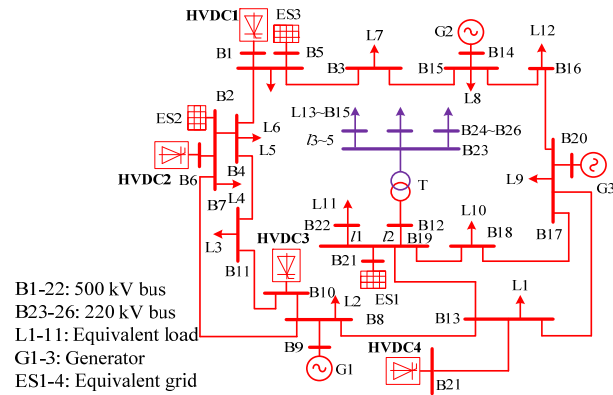 HVDC1
ES3
B1
B5
L7
B3
G2
B14
B15
L8
L12
B16
B2
ES2
L6
L5
B4
HVDC2
B6
B7
L4
L3
B11
L13~B15
l3~5
B24~B26
B23
T
B20
L9
G3
B17
L11
B22
l1
l2
B12
B19
L10
B18
B21
ES1
HVDC3
B10
L2
B8
B9
G1
L1
B13
HVDC4
B21
B1-22: 500 kV bus
B23-26: 220 kV bus
L1-11: Equivalent load
G1-3: Generator
ES1-4: Equivalent grid